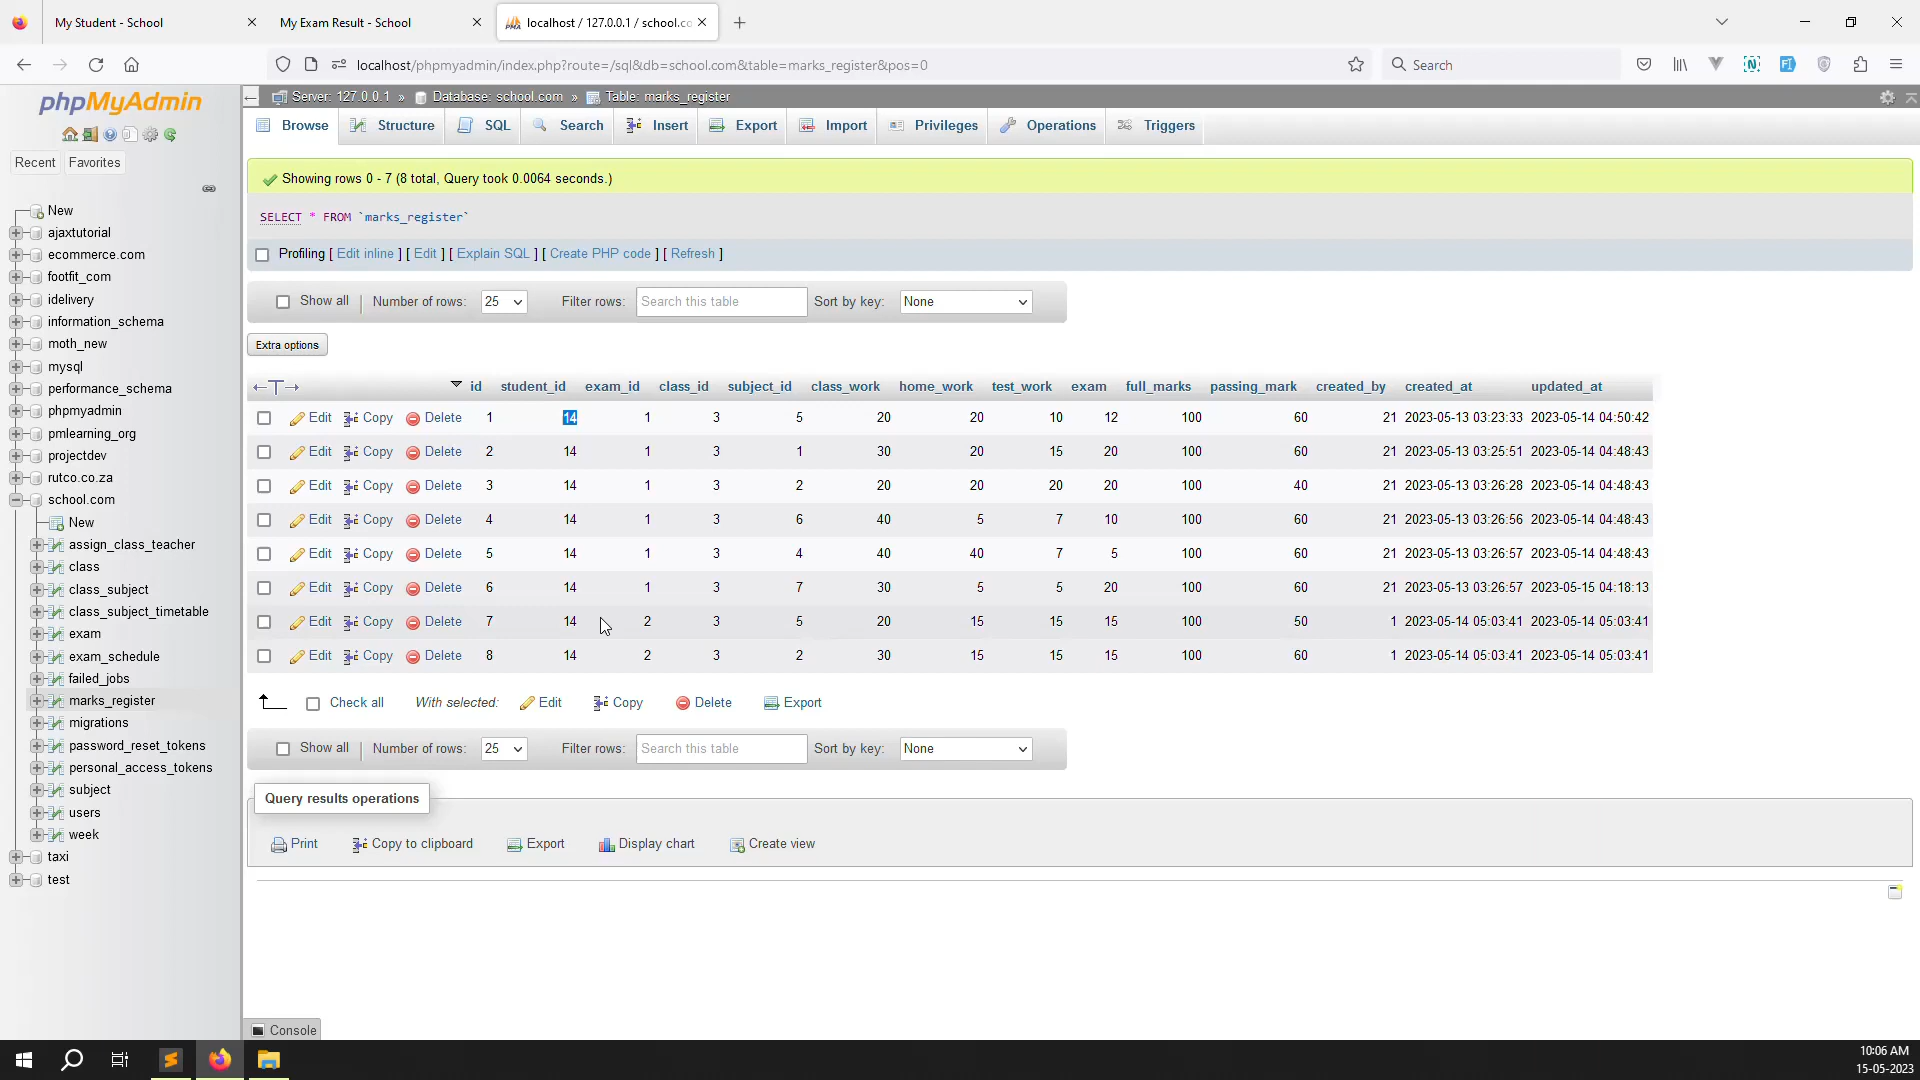 My Student - School
My Exam Result - School
localhost / 127.0.0.1 / school.co
localhost/phpmyadmin/index.php?route=/sql&db=school.com&table=marks_register&pos=0
Search
phpMyAdmin
Recent Favorites
New
ajaxtutorial
ecommerce.com
footfit_com
idelivery
information_schema
moth_new
mysql
performance_schema
phpmyadmin
pmlearning_org
projectdev
rutco.co.za
school.com
New
assign_class_teacher
class
class_subject
class_subject_timetable
exam
exam_schedule
failed_jobs
marks_register
migrations
password_reset_tokens
personal_access_tokens
subject
users
week
taxi
test
Server: 127.0.0.1 » Database: school.com » Table: marks_register
Browse Structure SQL Search Insert Export Import Privileges Operations Triggers
Showing rows 0 - 7 (8 total, Query took 0.0064 seconds.)
SELECT * FROM `marks_register`
Profiling [ Edit inline ] [ Edit ] [ Explain SQL ] [ Create PHP code ] [ Refresh ]
Show all Number of rows: 25 Filter rows: Search this table Sort by key: None
Extra options
id student_id exam_id class_id subject_id class_work home_work test_work exam full_marks passing_mark created_by created_at updated_at
Edit Copy Delete 1 14 1 3 5 20 20 10 12 100 60 21 2023-05-13 03:23:33 2023-05-14 04:50:42
Edit Copy Delete 2 14 1 3 1 30 20 15 20 100 60 21 2023-05-13 03:25:51 2023-05-14 04:48:43
Edit Copy Delete 3 14 1 3 2 20 20 20 20 100 40 21 2023-05-13 03:26:28 2023-05-14 04:48:43
Edit Copy Delete 4 14 1 3 6 40 5 7 10 100 60 21 2023-05-13 03:26:56 2023-05-14 04:48:43
Edit Copy Delete 5 14 1 3 4 40 40 7 5 100 60 21 2023-05-13 03:26:57 2023-05-14 04:48:43
Edit Copy Delete 6 14 1 3 7 30 5 5 20 100 60 21 2023-05-13 03:26:57 2023-05-15 04:18:13
Edit Copy Delete 7 14 2 3 5 20 15 15 15 100 50 1 2023-05-14 05:03:41 2023-05-14 05:03:41
Edit Copy Delete 8 14 2 3 2 30 15 15 15 100 60 1 2023-05-14 05:03:41 2023-05-14 05:03:41
Check all With selected: Edit Copy Delete Export
Show all Number of rows: 25 Filter rows: Search this table Sort by key: None
Query results operations
Print Copy to clipboard Export Display chart Create view
Console
10:06 AM
15-05-2023